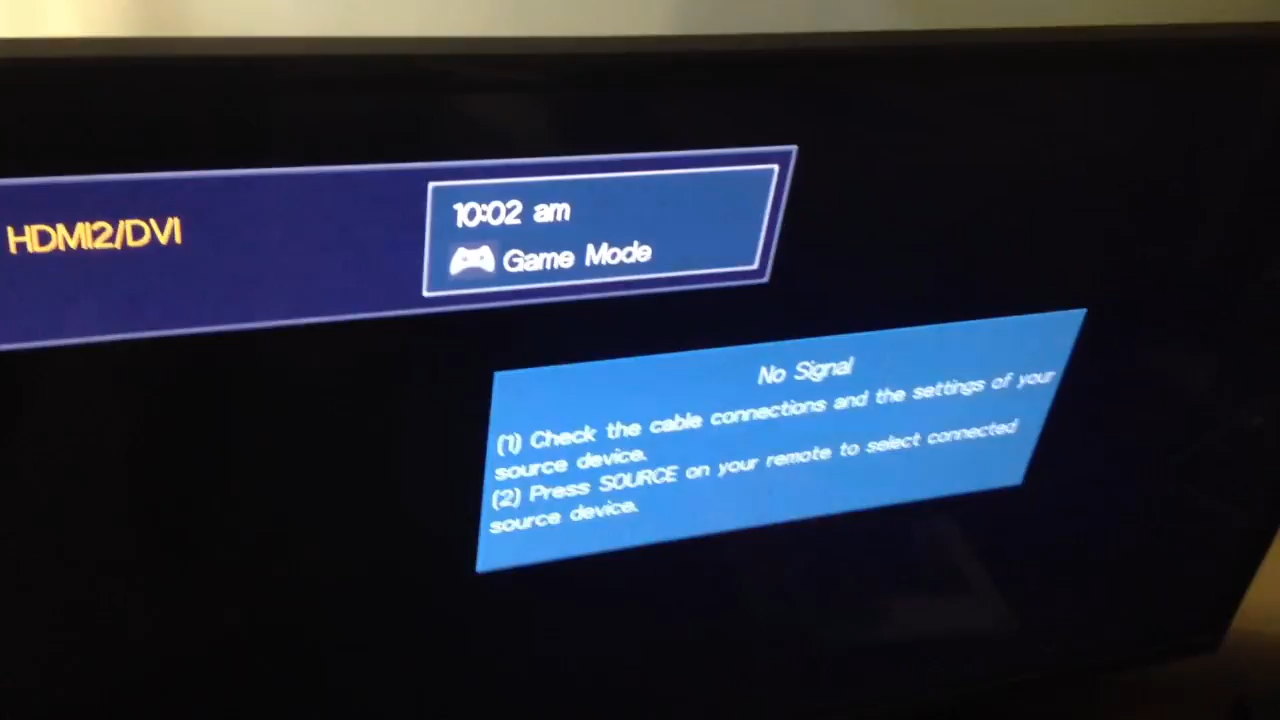 HDMI2/DVI
10:02 am
Game Mode
No Signal
(1) Check the cable connections and the settings of your
source device.
(2) Press SOURCE on your remote to select connected
source device.